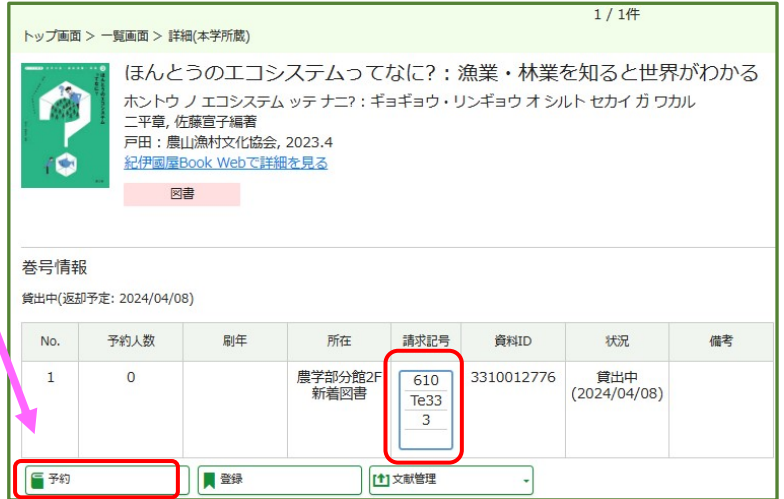 1 / 1件
トップ画面 > 一覧画面 > 詳細(本学所蔵)
ほんとうのエコシステムってなに?：漁業・林業を知ると世界がわかる
ホントウ ノ エコシステム ッテ ナニ?：ギョギョウ・リンギョウ オ シルト セカイ ガ ワカル
二平章, 佐藤宣子編著
戸田：農山漁村文化協会, 2023.4
紀伊國屋Book Webで詳細を見る
図書
巻号情報
貸出中(返却予定: 2024/04/08)
No. 予約人数 刷年 所在 請求記号 資料ID 状況 備考
1 0 農学部分館2F 610 3310012776 貸出中
新着図書 Te33 (2024/04/08)
3
予約 登録 文献管理